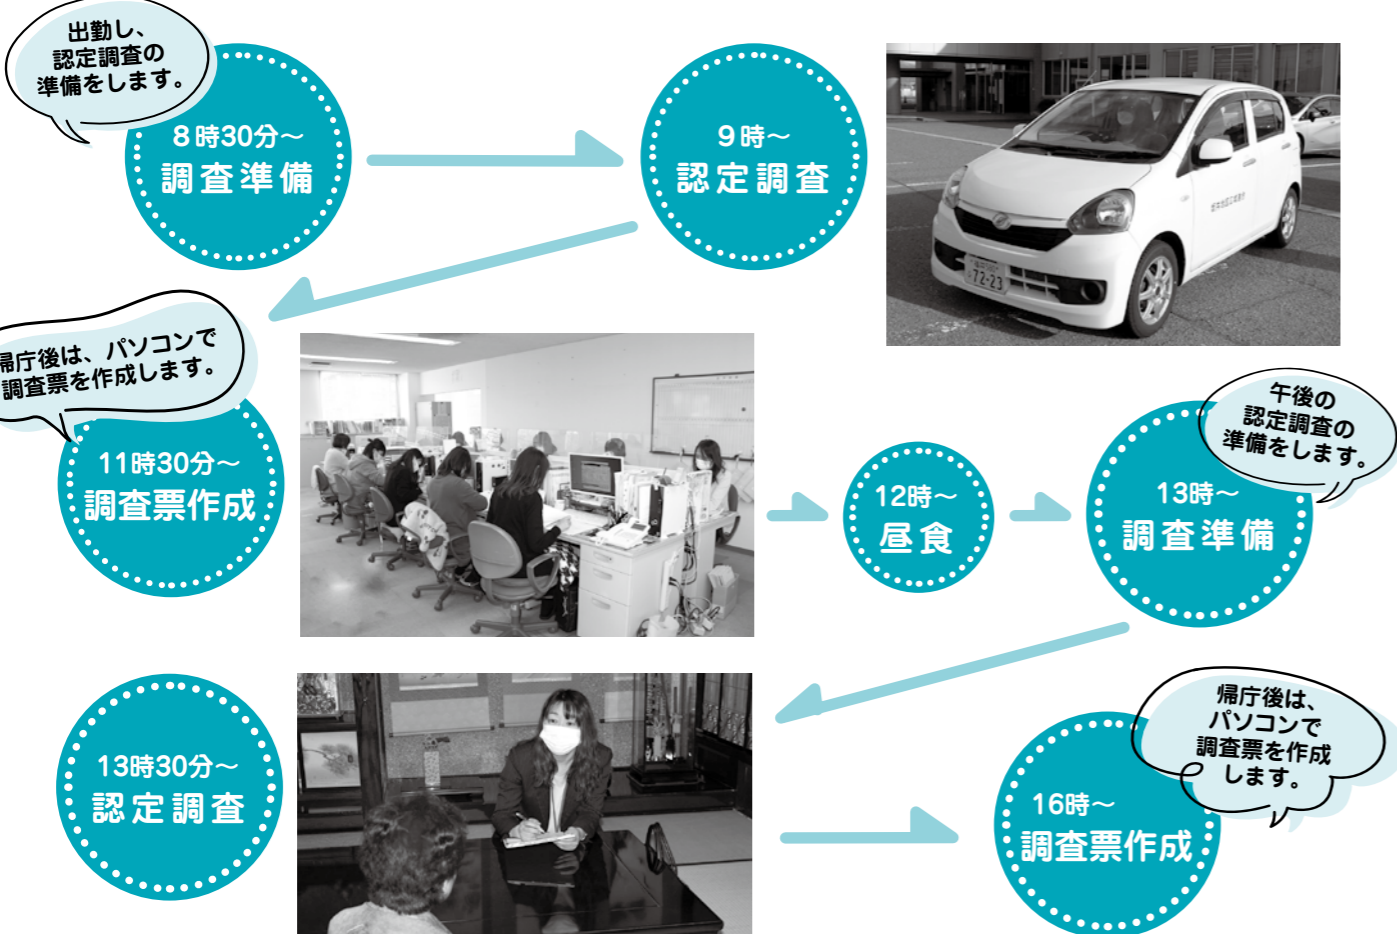 出勤し、
認定調査の
準備をします。
8時30分～
調査準備
9時～
認定調査
72-23
帰庁後は、パソコンで
調査票を作成します。
11時30分～
調査票作成
12時～
昼食
午後の
認定調査の
準備をします。
13時～
調査準備
13時30分～
認定調査
帰庁後は、
パソコンで
調査票を作成
します。
16時～
調査票作成